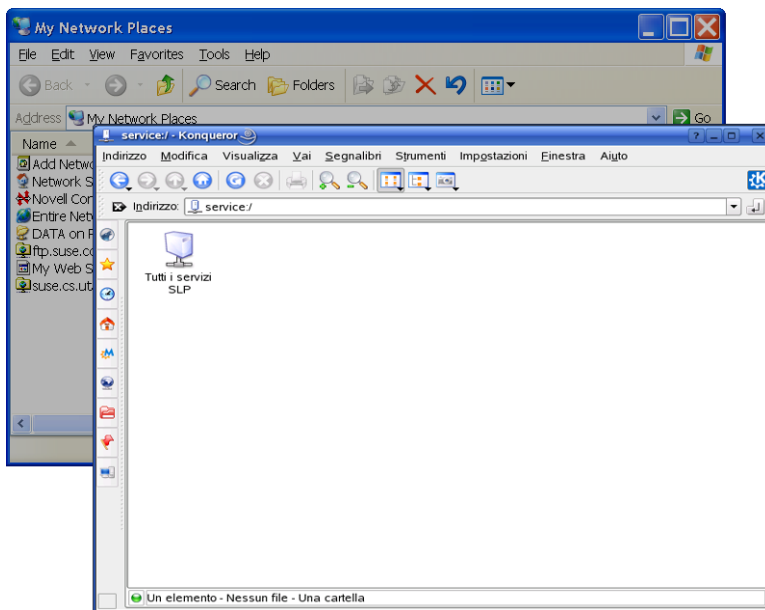 My Network Places
File Edit View Favorites Tools Help
Back Search Folders
Address My Network Places Go
Name
Add Netwo
Network S
Novell Con
Entire Net
DATA on
ftp.suse.co
My Web S
suse.cs.ut
service:/ - Konqueror
Indirizzo Modifica Visualizza Vai Segnalibri Strumenti Impostazioni Finestra Aiuto
Indirizzo: service:/
Tutti i servizi
SLP
Un elemento - Nessun file - Una cartella